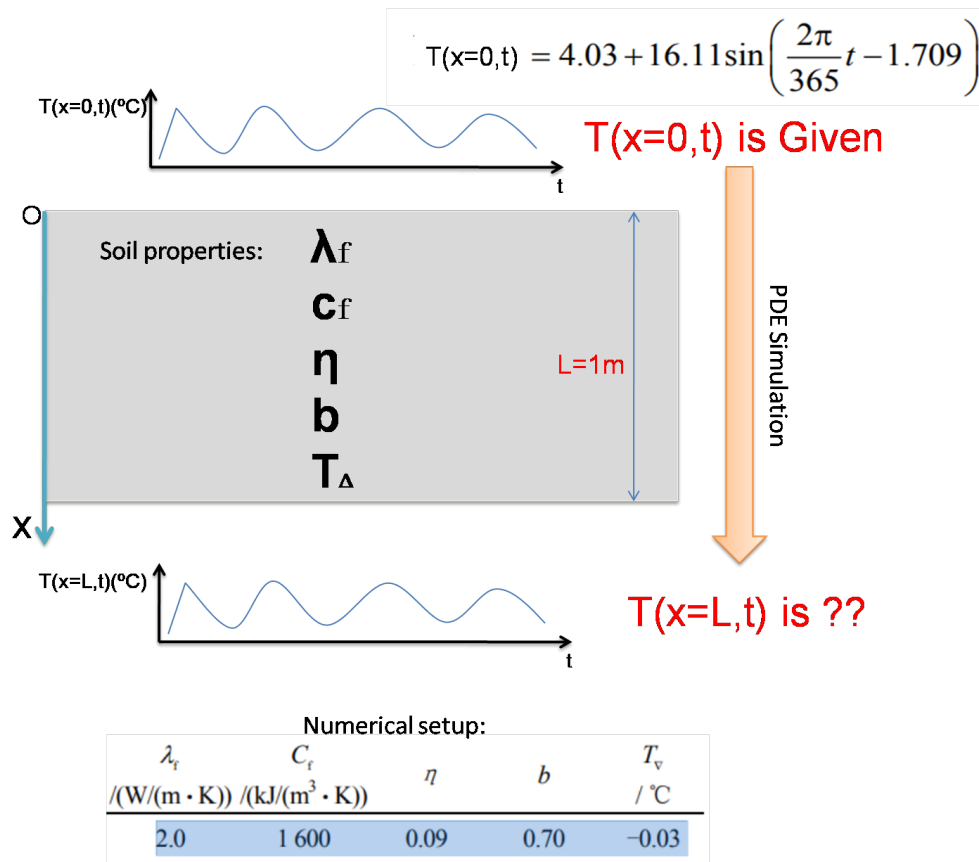 T(x=0,t) = 4.03+16.11sin(2π/365 t −1.709)
T(x=0,t)(ºC)
T(x=0,t) is Given
t
O
Soil properties:
λf
cf
η
b
TΔ
L=1m
PDE Simulation
X
T(x=L,t)(ºC)
T(x=L,t) is ??
t
Numerical setup:
λf Cf η b T∇
/(W/(m・K)) /(kJ/(m³・K)) /℃
2.0 1 600 0.09 0.70 −0.03